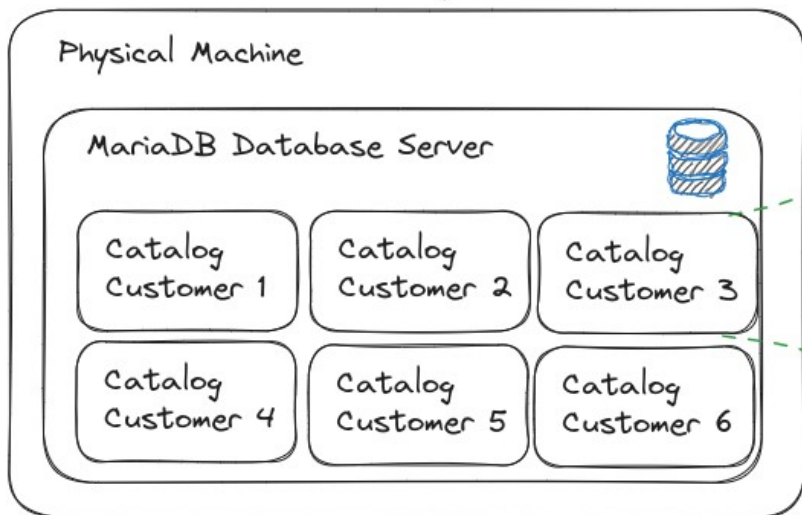 Physical Machine
MariaDB Database Server
Catalog
Customer 1
Catalog
Customer 2
Catalog
Customer 3
Catalog
Customer 4
Catalog
Customer 5
Catalog
Customer 6